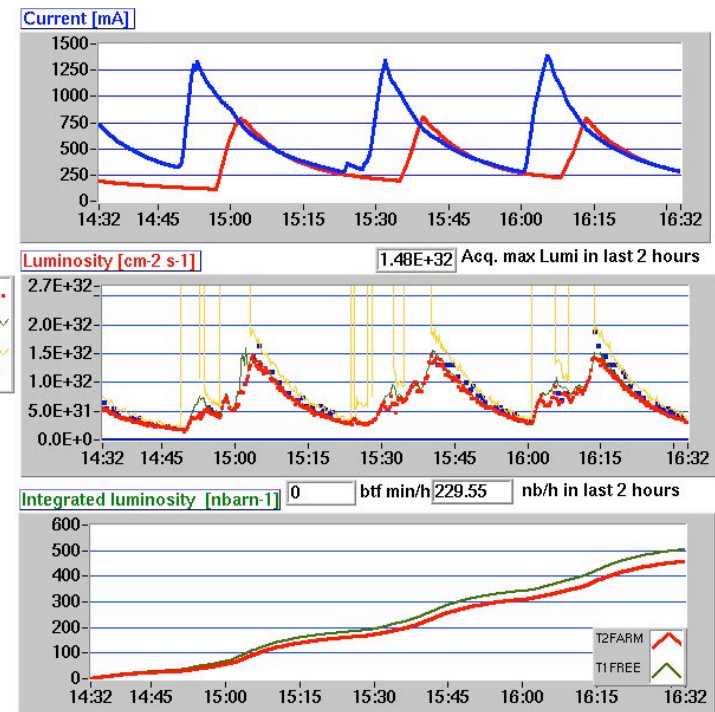 Current [mA]
1500
1250
1000
750
500
250
0
14:32 14:45 15:00 15:15 15:30 15:45 16:00 16:15 16:32
Luminosity [cm-2 s-1] 1.48E+32 Acq. max Lumi in last 2 hours
2.7E+32
2.0E+32
1.5E+32
1.0E+32
5.0E+31
0.0E+0
14:32 14:45 15:00 15:15 15:30 15:45 16:00 16:15 16:32
Integrated luminosity [nbarn-1] 0 btf min/h 229.55 nb/h in last 2 hours
600
500
400
300
200
100
0
T2FARM
T1FREE
14:32 14:45 15:00 15:15 15:30 15:45 16:00 16:15 16:32